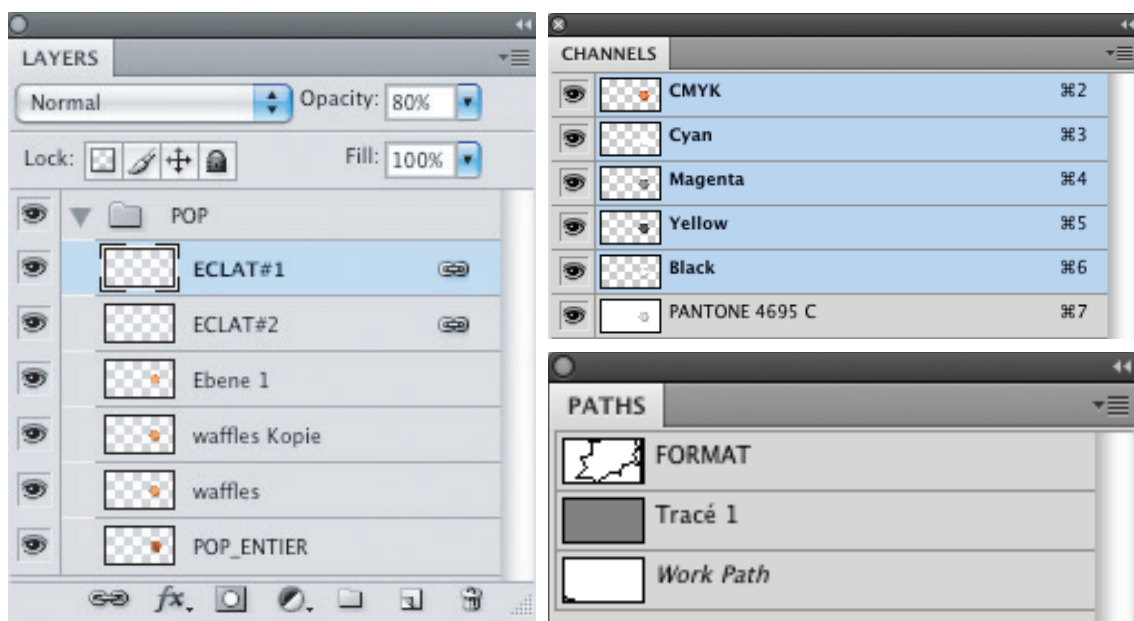 LAYERS
Normal Opacity: 80%
Lock: Fill: 100%
POP
ECLAT#1
ECLAT#2
Ebene 1
waffles Kopie
waffles
POP_ENTIER
fx
CHANNELS
CMYK ⌘2
Cyan ⌘3
Magenta ⌘4
Yellow ⌘5
Black ⌘6
PANTONE 4695 C ⌘7
PATHS
FORMAT
Tracé 1
Work Path